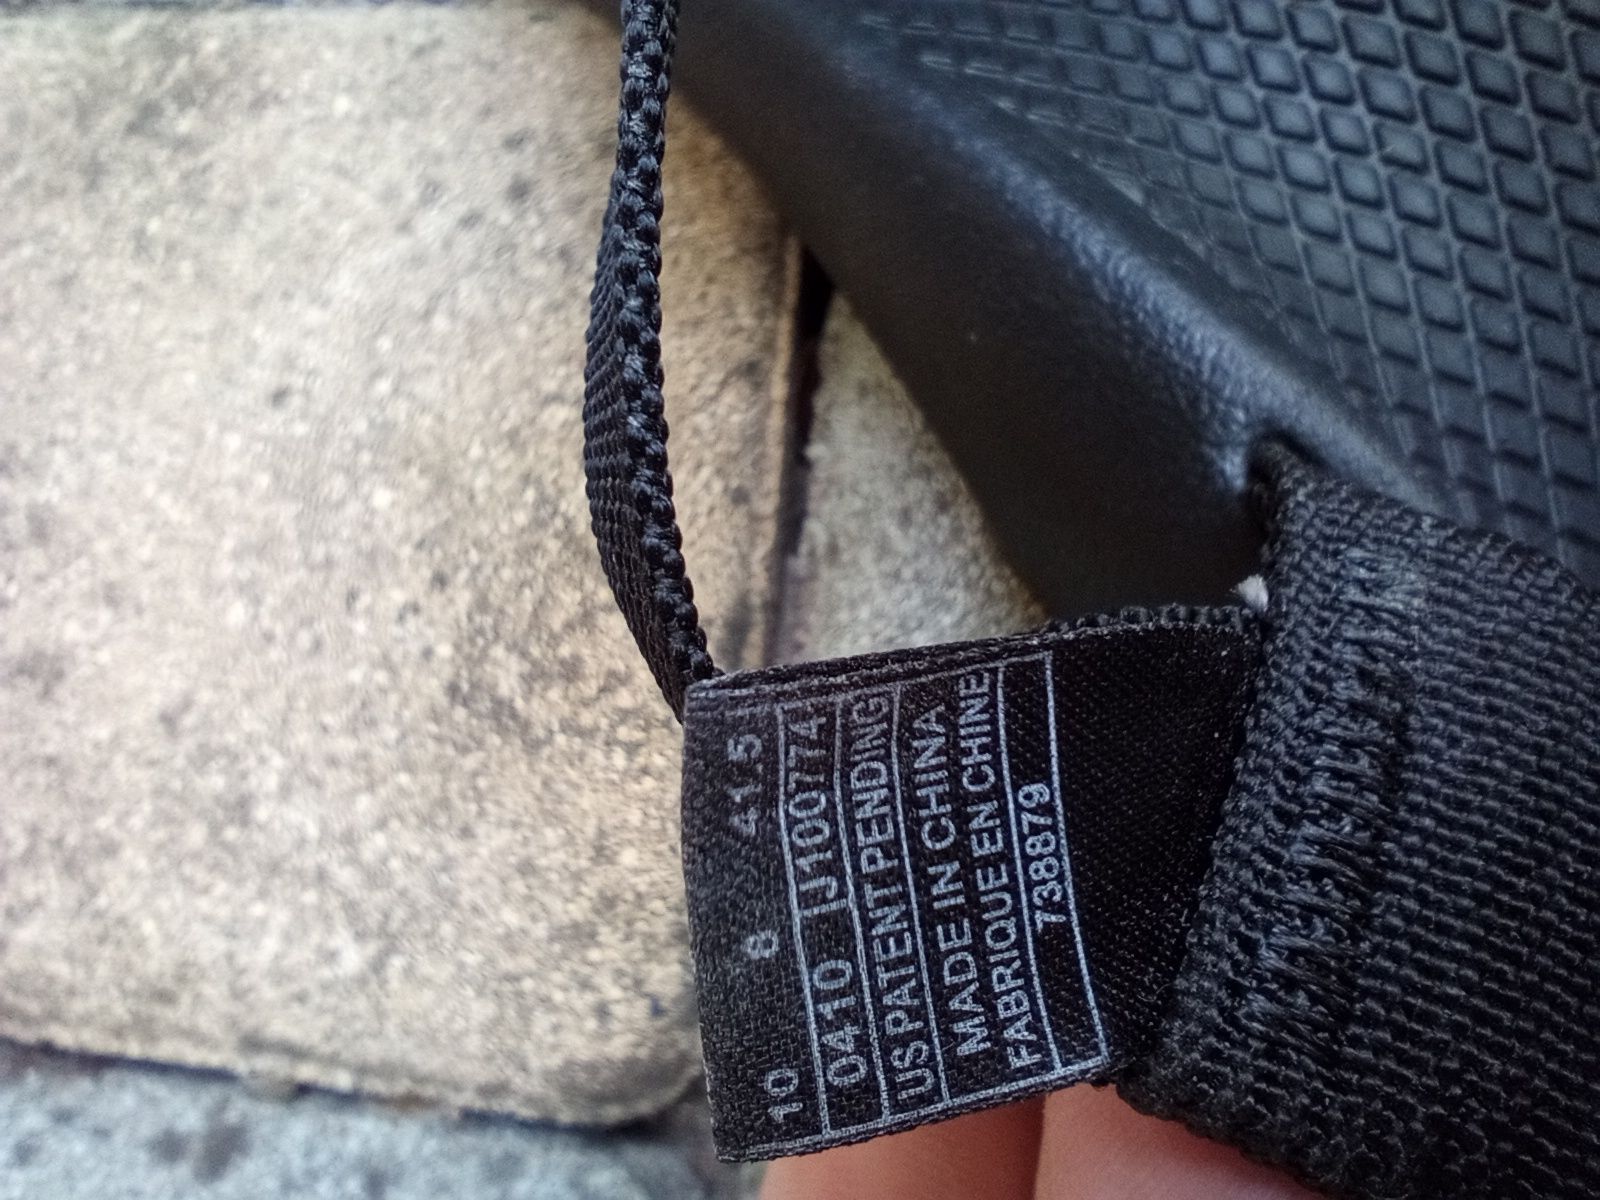 10 8 41.5
0410 IJ100774
US PATENT PENDING
MADE IN CHINA
FABRIQUE EN CHINE
738879